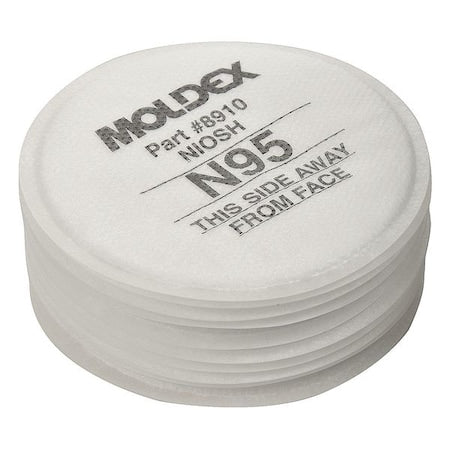 MOLDEX
Part #8910
NIOSH
N95
THIS SIDE AWAY
FROM FACE